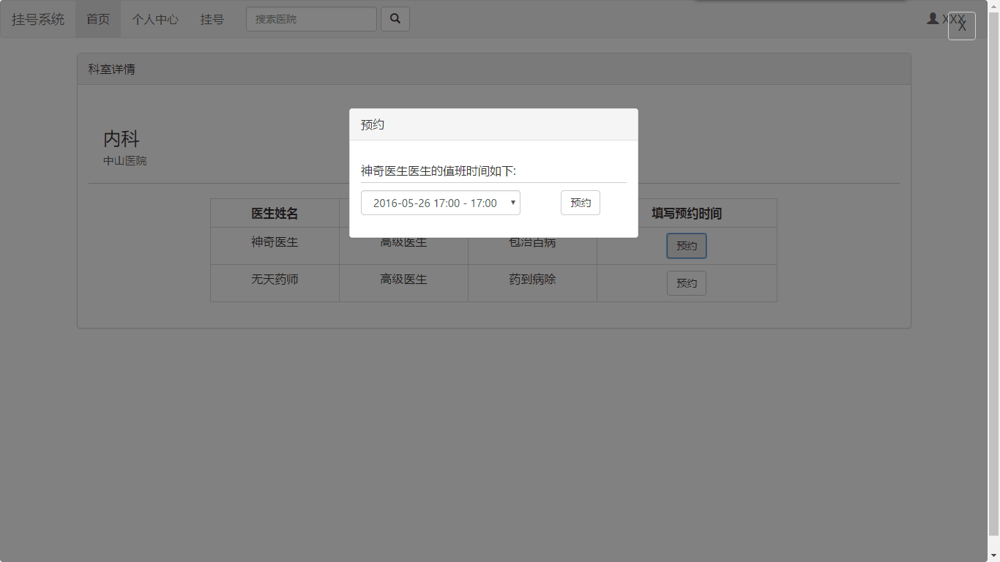 挂号系统 首页 个人中心 挂号 搜索医院 XXX X
科室详情
预约
内科
中山医院
神奇医生医生的值班时间如下:
2016-05-26 17:00 - 17:00 预约
医生姓名 填写预约时间
神奇医生 高级医生 包治百病 预约
无天药师 高级医生 药到病除 预约